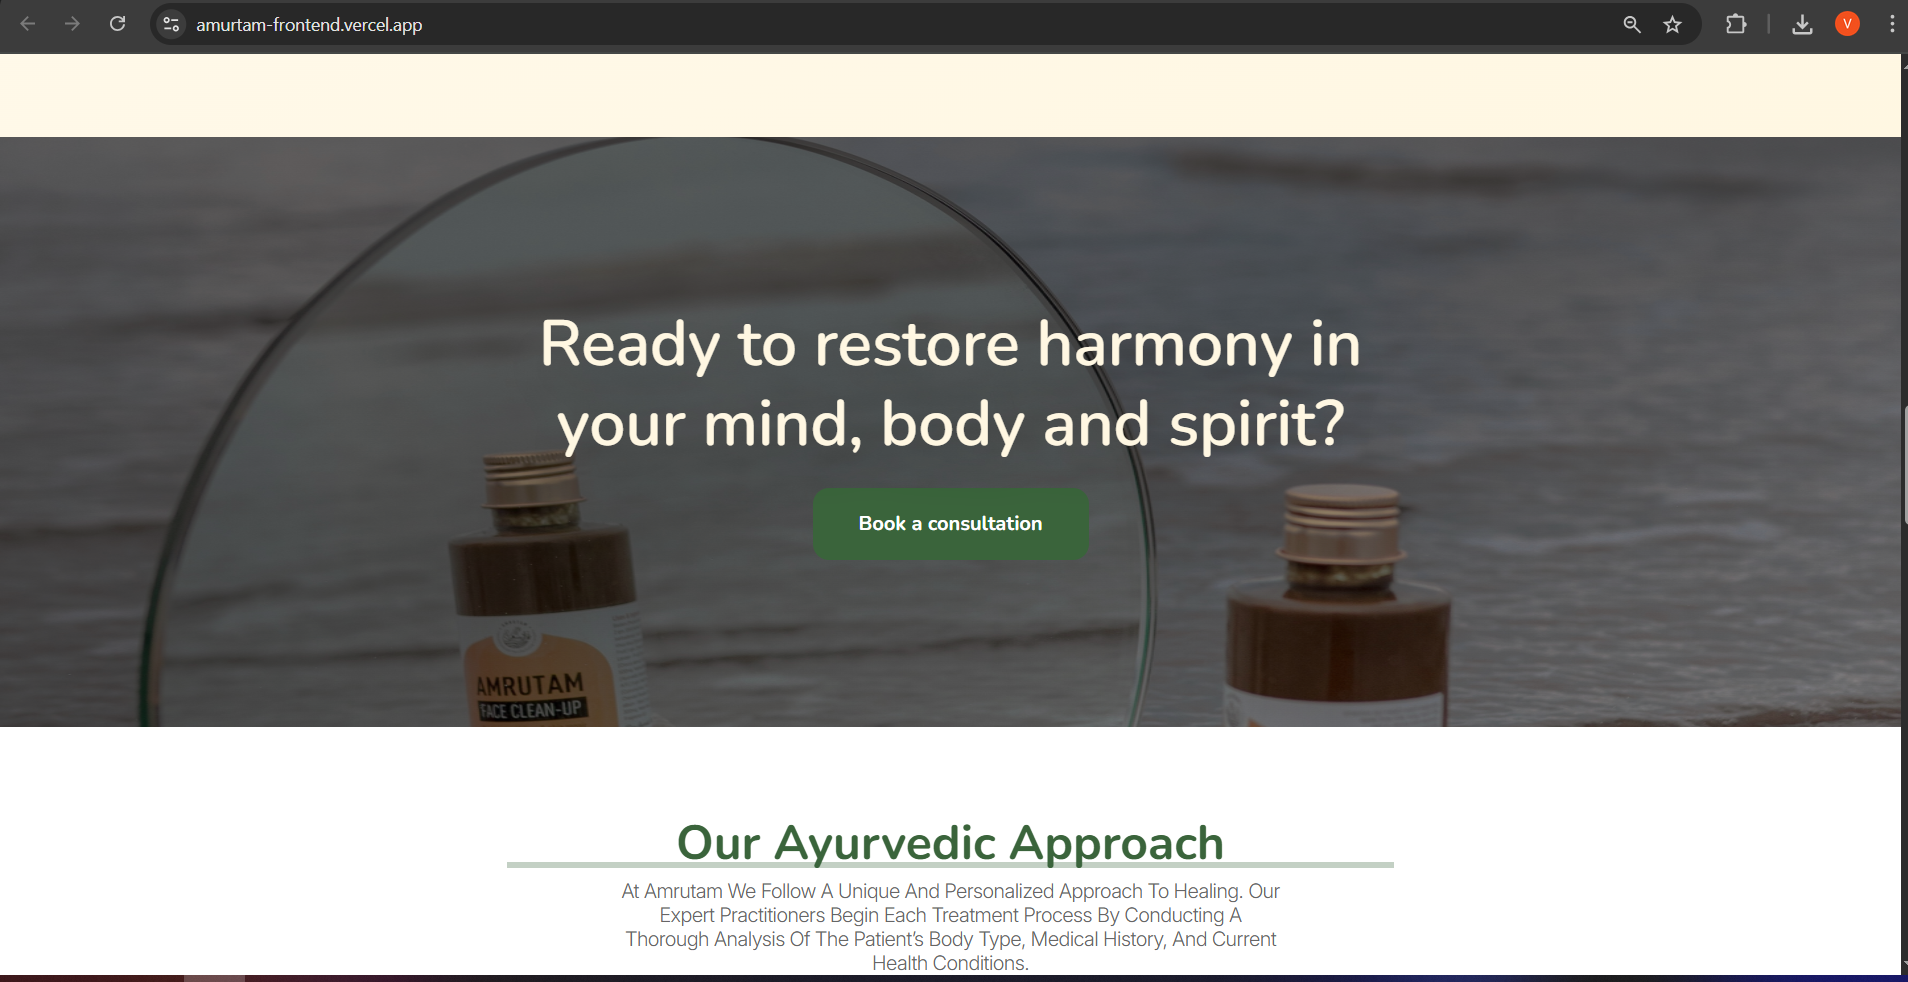 amurtam-frontend.vercel.app
V
Ready to restore harmony in
your mind, body and spirit?
Book a consultation
AMRUTAM
FACE CLEAN-UP
Our Ayurvedic Approach
At Amrutam We Follow A Unique And Personalized Approach To Healing. Our
Expert Practitioners Begin Each Treatment Process By Conducting A
Thorough Analysis Of The Patient’s Body Type, Medical History, And Current
Health Conditions.